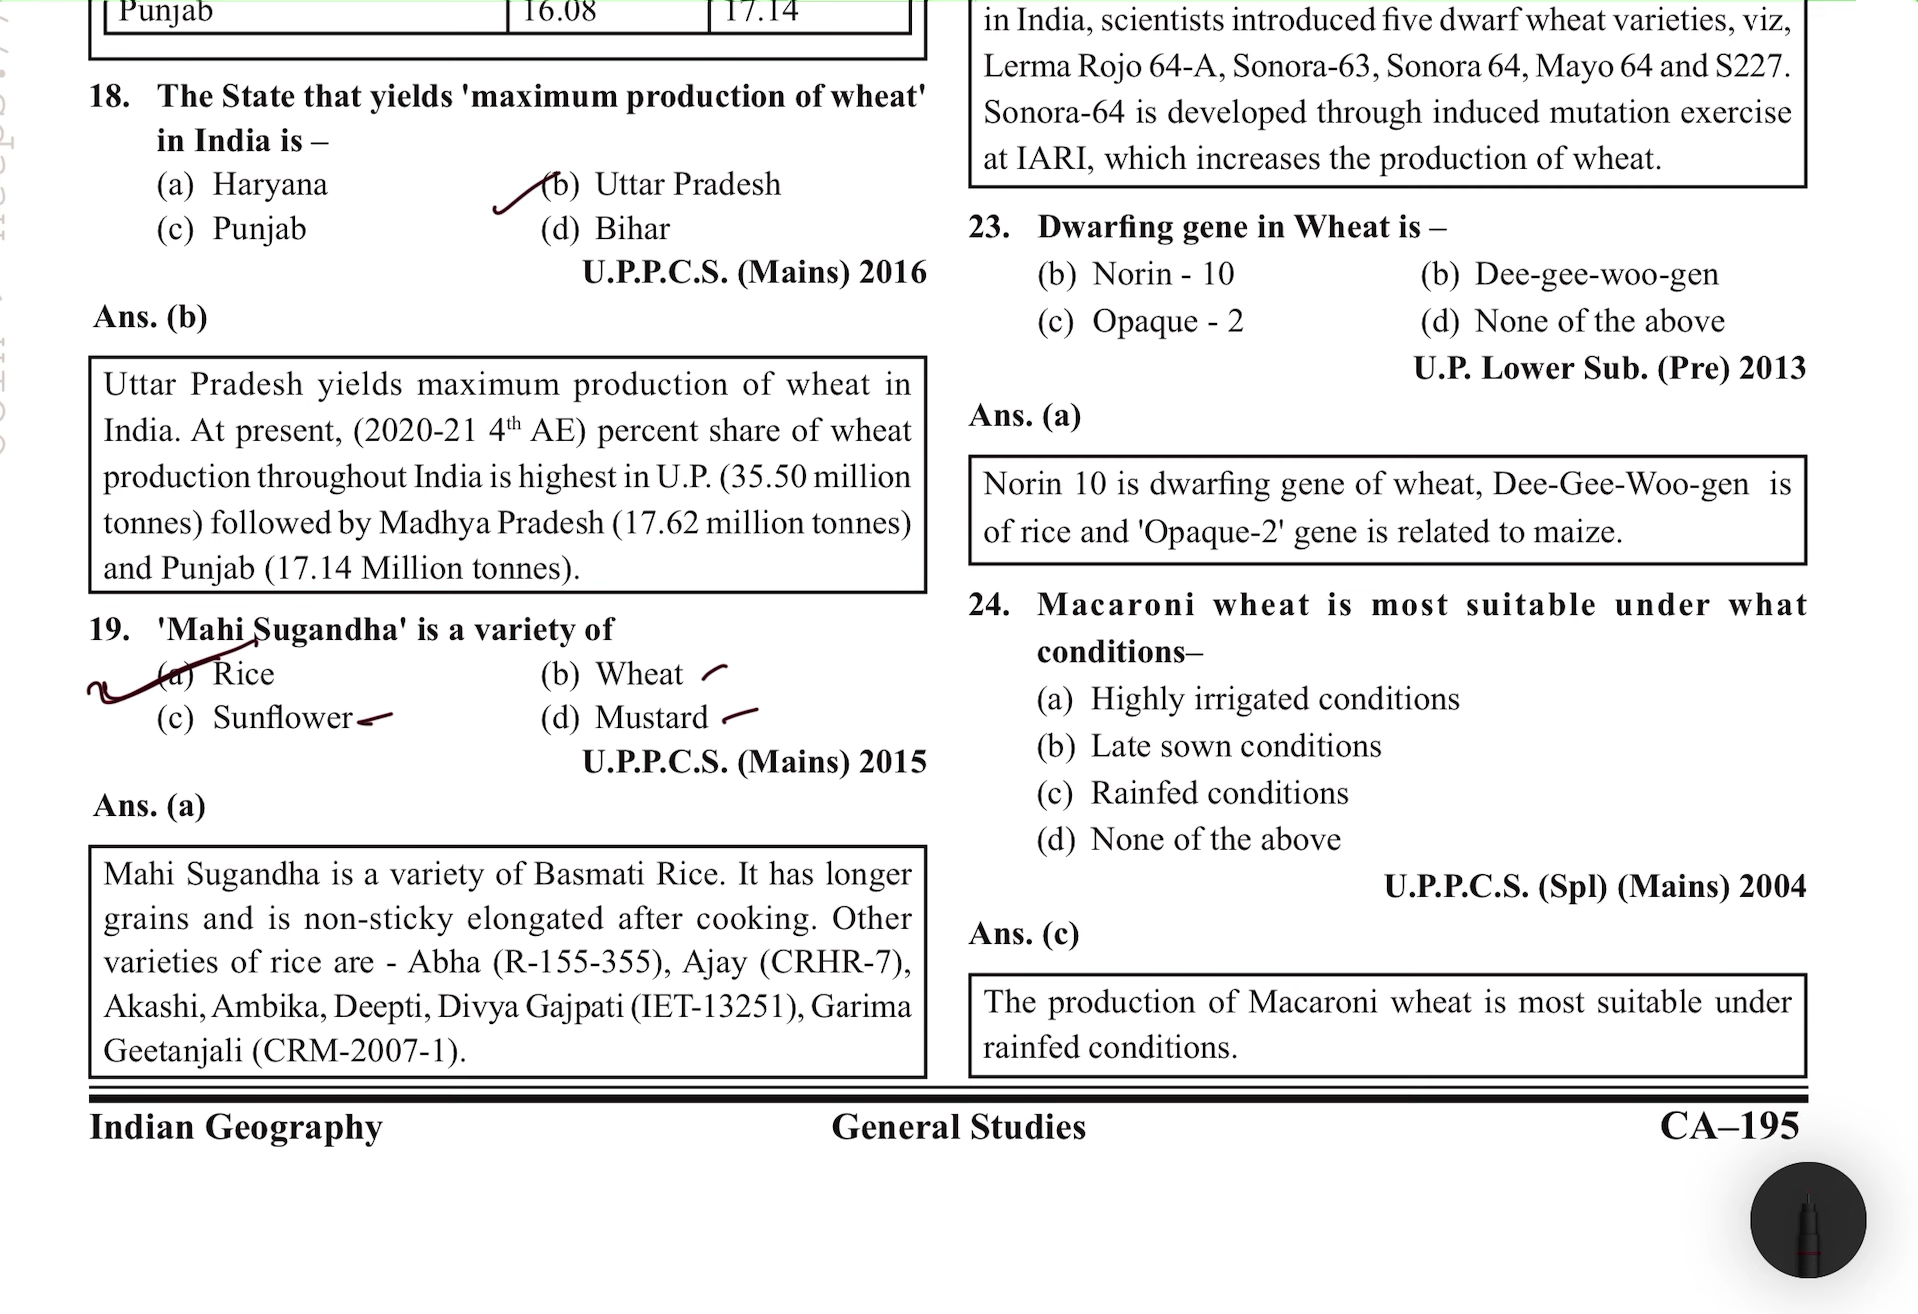 Punjab 16.08 17.14
18. The State that yields 'maximum production of wheat'
in India is –
(a) Haryana (b) Uttar Pradesh
(c) Punjab (d) Bihar
U.P.P.C.S. (Mains) 2016
Ans. (b)
Uttar Pradesh yields maximum production of wheat in
India. At present, (2020-21 4th AE) percent share of wheat
production throughout India is highest in U.P. (35.50 million
tonnes) followed by Madhya Pradesh (17.62 million tonnes)
and Punjab (17.14 Million tonnes).
19. 'Mahi Sugandha' is a variety of
(a) Rice (b) Wheat
(c) Sunflower (d) Mustard
U.P.P.C.S. (Mains) 2015
Ans. (a)
Mahi Sugandha is a variety of Basmati Rice. It has longer
grains and is non-sticky elongated after cooking. Other
varieties of rice are - Abha (R-155-355), Ajay (CRHR-7),
Akashi, Ambika, Deepti, Divya Gajpati (IET-13251), Garima
Geetanjali (CRM-2007-1).
in India, scientists introduced five dwarf wheat varieties, viz,
Lerma Rojo 64-A, Sonora-63, Sonora 64, Mayo 64 and S227.
Sonora-64 is developed through induced mutation exercise
at IARI, which increases the production of wheat.
23. Dwarfing gene in Wheat is –
(b) Norin - 10 (b) Dee-gee-woo-gen
(c) Opaque - 2 (d) None of the above
U.P. Lower Sub. (Pre) 2013
Ans. (a)
Norin 10 is dwarfing gene of wheat, Dee-Gee-Woo-gen is
of rice and 'Opaque-2' gene is related to maize.
24. Macaroni wheat is most suitable under what
conditions–
(a) Highly irrigated conditions
(b) Late sown conditions
(c) Rainfed conditions
(d) None of the above
U.P.P.C.S. (Spl) (Mains) 2004
Ans. (c)
The production of Macaroni wheat is most suitable under
rainfed conditions.
Indian Geography General Studies CA–195